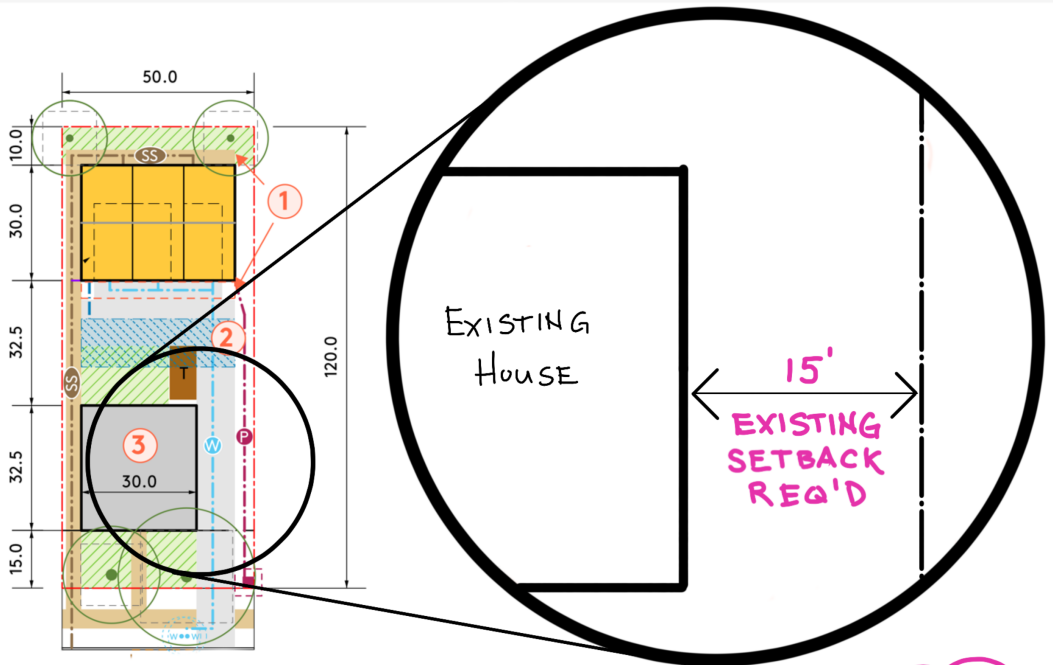 50.0
10.0
SS
1
30.0
32.5
2
120.0
T
SS
3
W
P
32.5
30.0
15.0
W W
EXISTING
HOUSE
15'
EXISTING
SETBACK
REQ'D